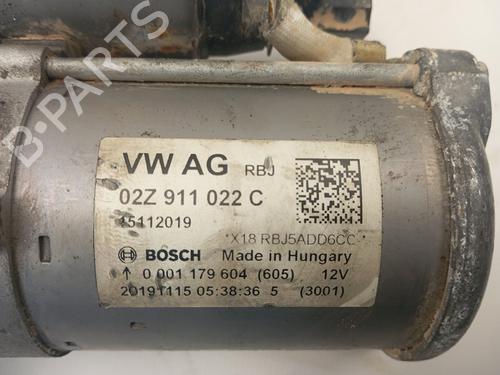 B-PARTS
VW AG RBJ
02Z 911 022 C
15112019
*X18 RBJ5ADD6CC*
BOSCH Made in Hungary
↑ 0 001 179 604 (605) 12V
20191115 05:38:36 5 (3001)